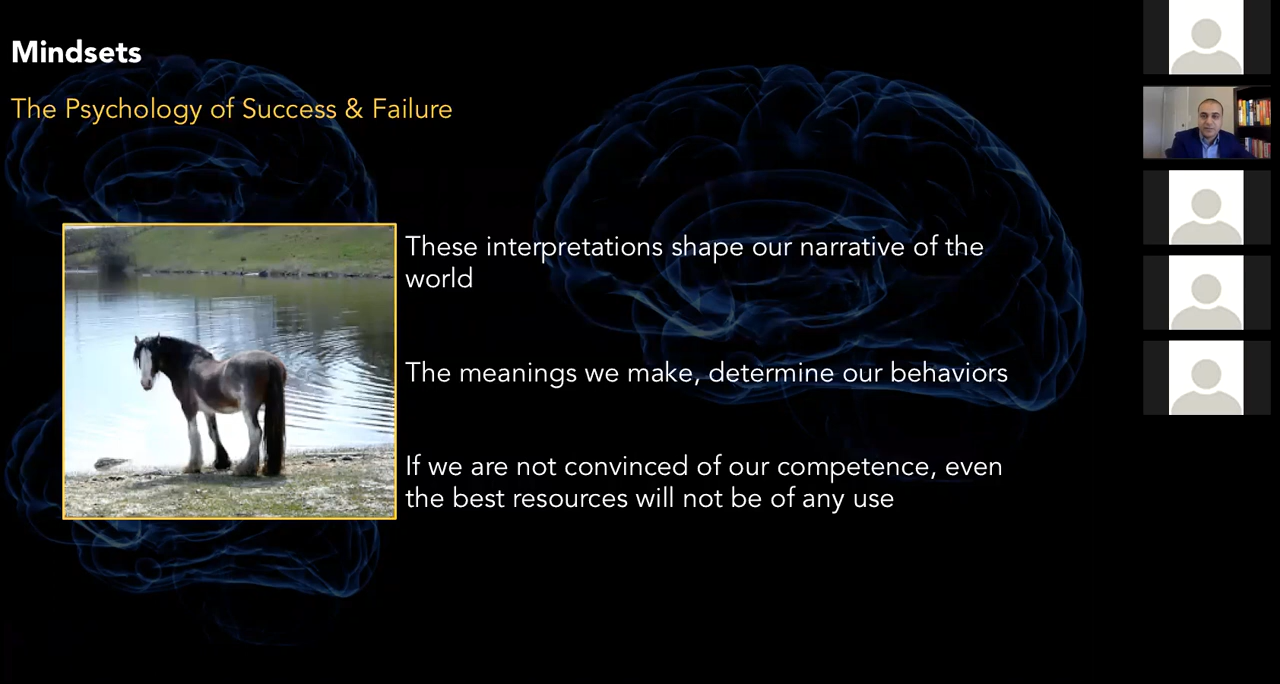 Mindsets
The Psychology of Success & Failure
These interpretations shape our narrative of the
world
The meanings we make, determine our behaviors
If we are not convinced of our competence, even
the best resources will not be of any use